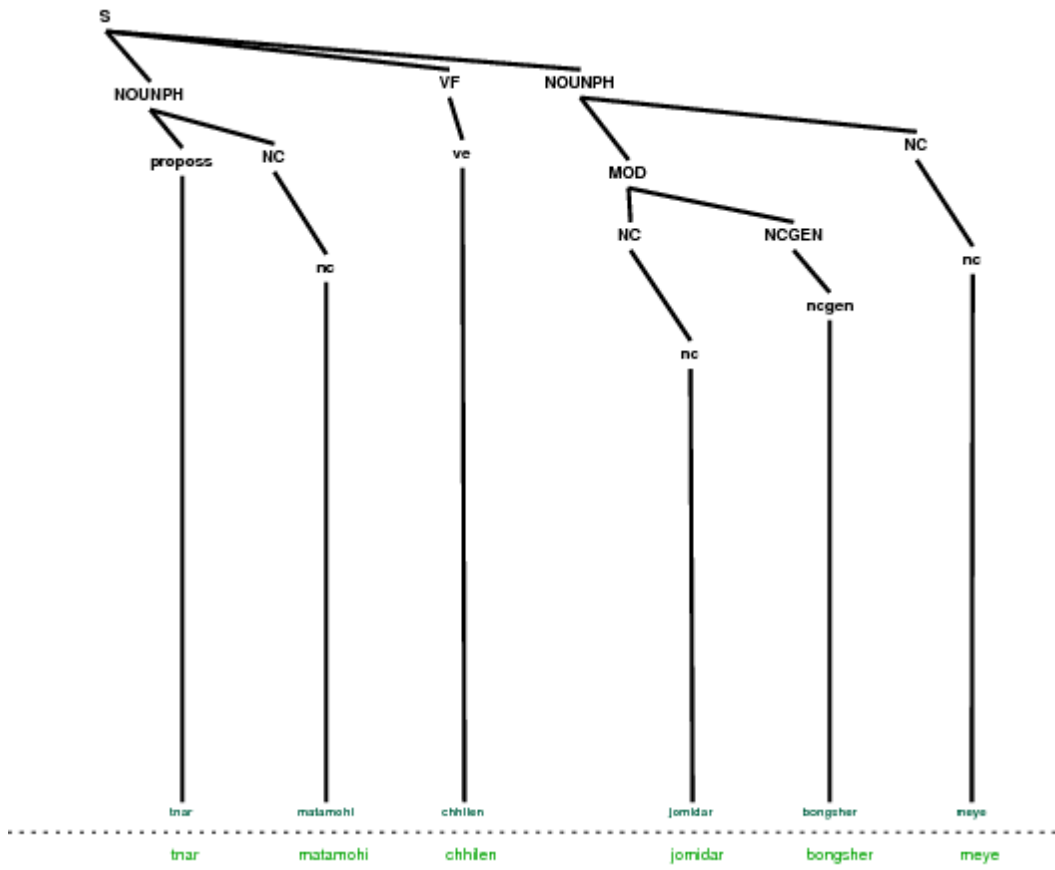 S
VF NOUNPH
NOUNPH
NC
ve
proposs NC
MOD
NC NCGEN
nc
nc
ncgen
nc
tnar matamohi chhilen jomidar bongsher meye
tnar matamohi chhilen jomidar bongsher meye